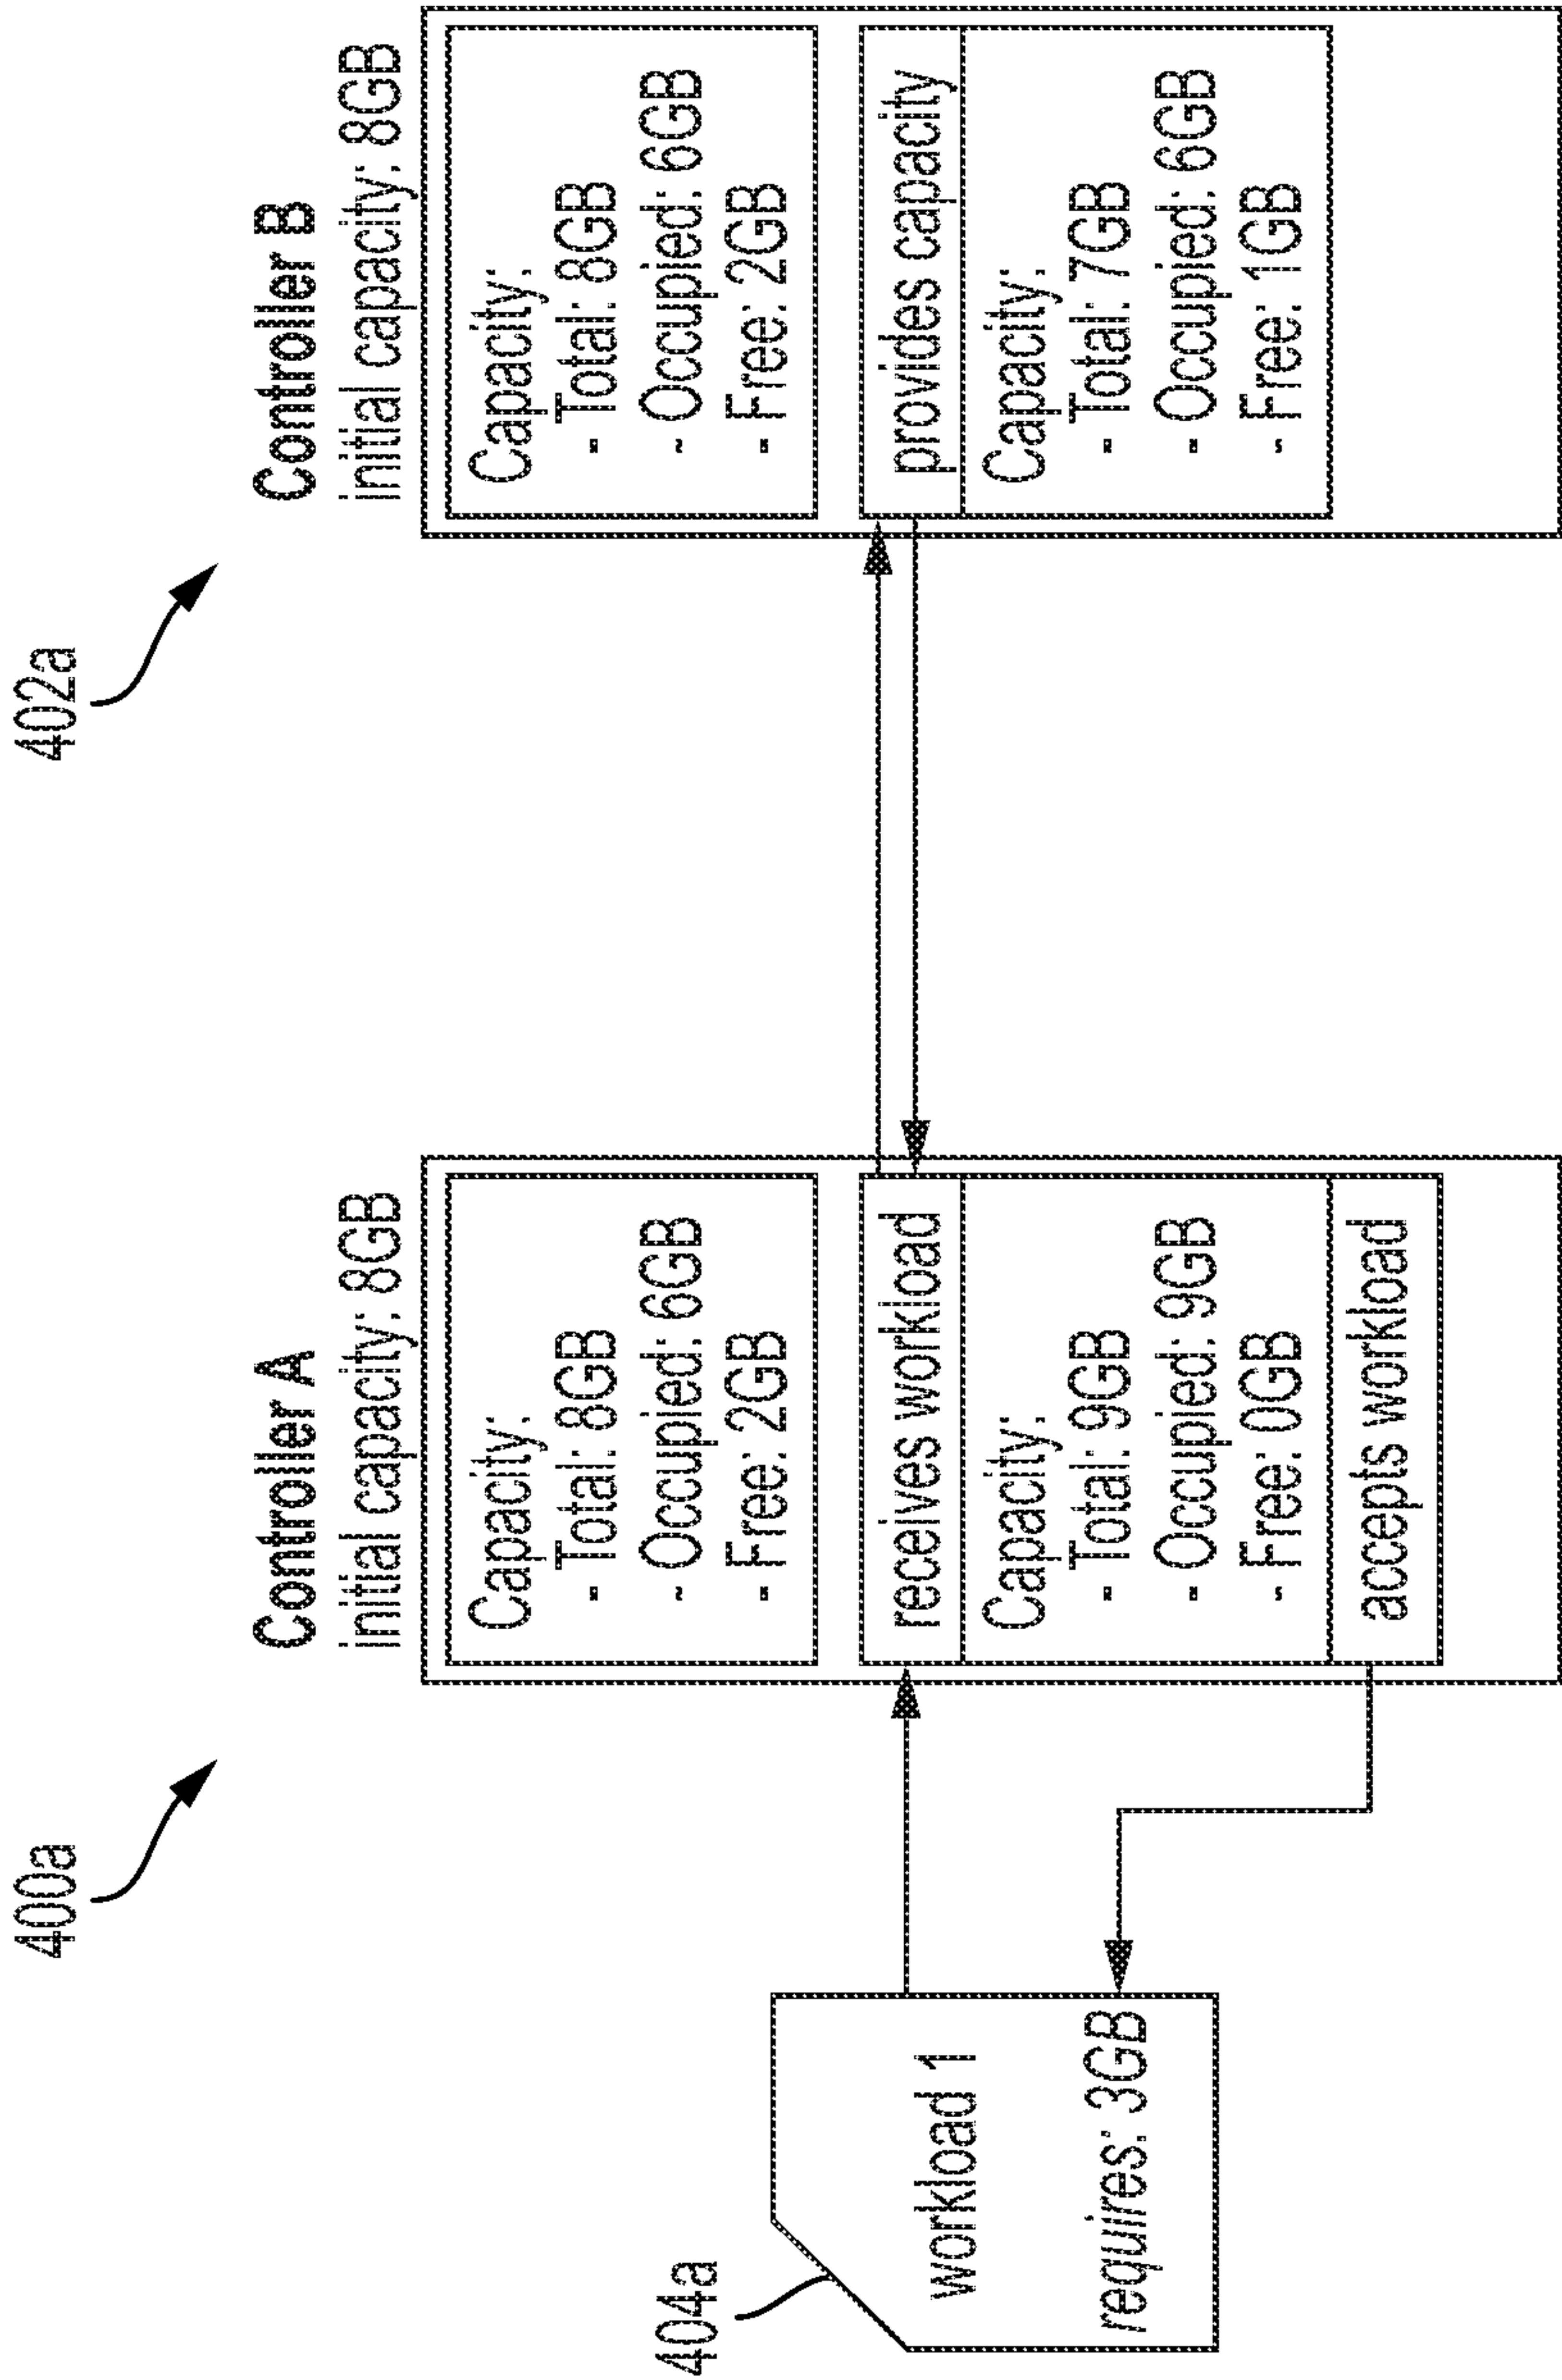 400a
402a
Controller A
initial capacity: 8GB
Controller B
initial capacity: 8GB
Capacity:
- Total: 8GB
- Occupied: 6GB
- Free: 2GB
Capacity:
- Total: 8GB
- Occupied: 6GB
- Free: 2GB
404a
workload 1
requires: 3GB
receives workload
Capacity:
- Total: 9GB
- Occupied: 9GB
- Free: 0GB
accepts workload
provides capacity
Capacity:
- Total: 7GB
- Occupied: 6GB
- Free: 1GB